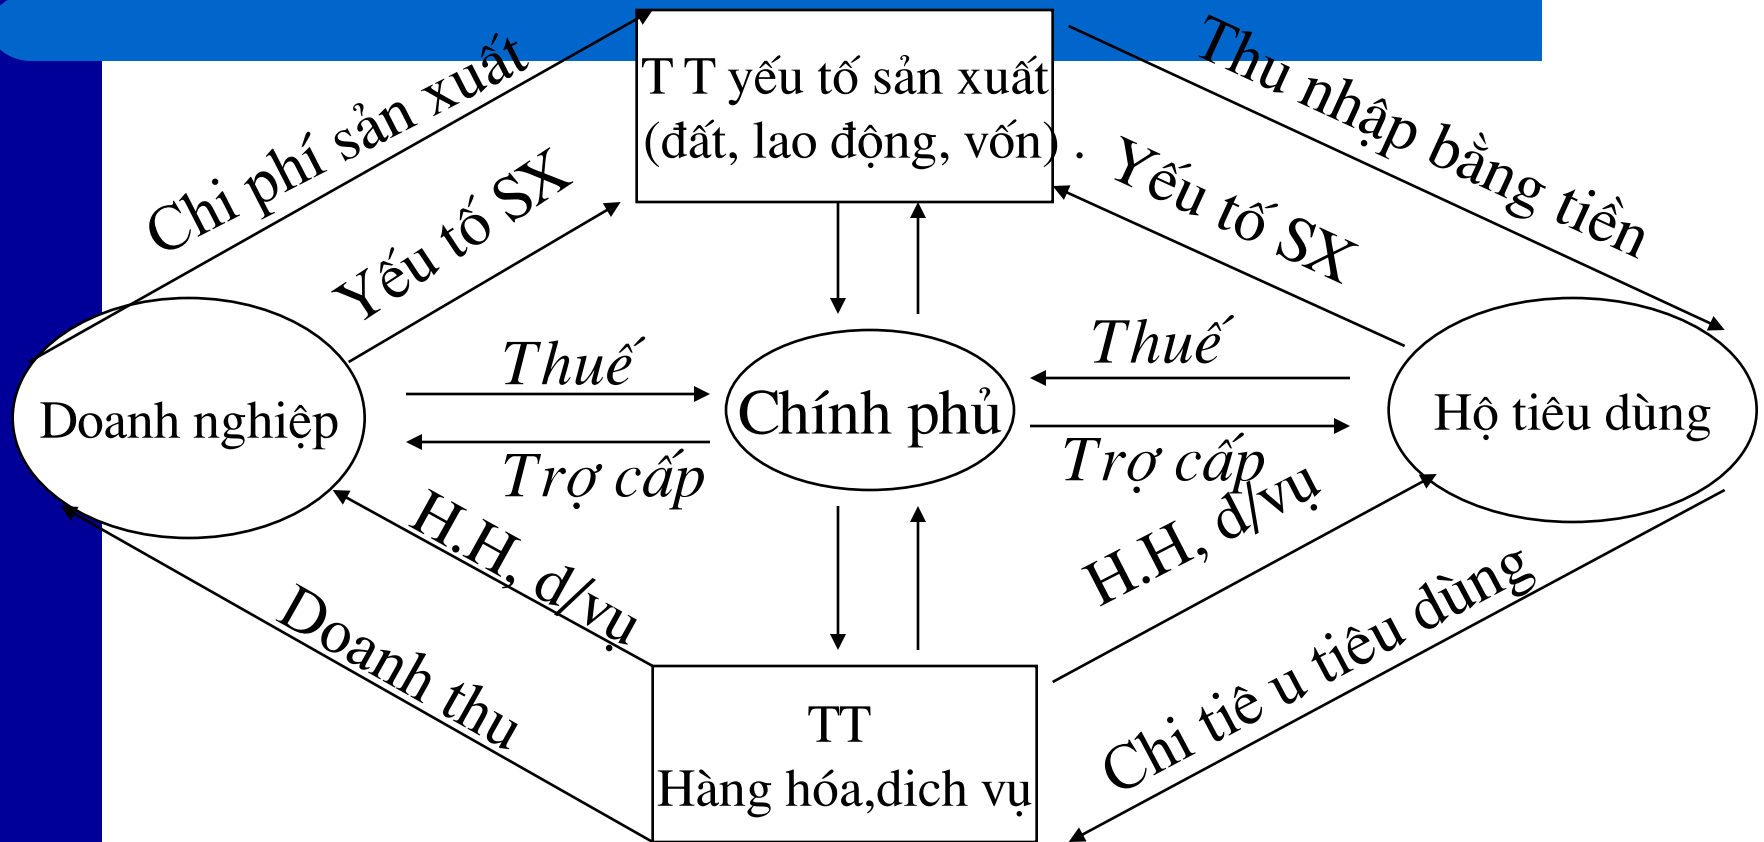 Chi phí sản xuất
T T yếu tố sản xuất
(đất, lao động, vốn) .
Thu nhập bằng tiền
Yếu tố SX
Yếu tố SX
Thuế
Thuế
Doanh nghiệp
Chính phủ
Hộ tiêu dùng
Trợ cấp
Trợ cấp
H.H, d/vụ
H.H, d/vụ
Doanh thu
Chi tiê u tiêu dùng
TT
Hàng hóa,dich vụ